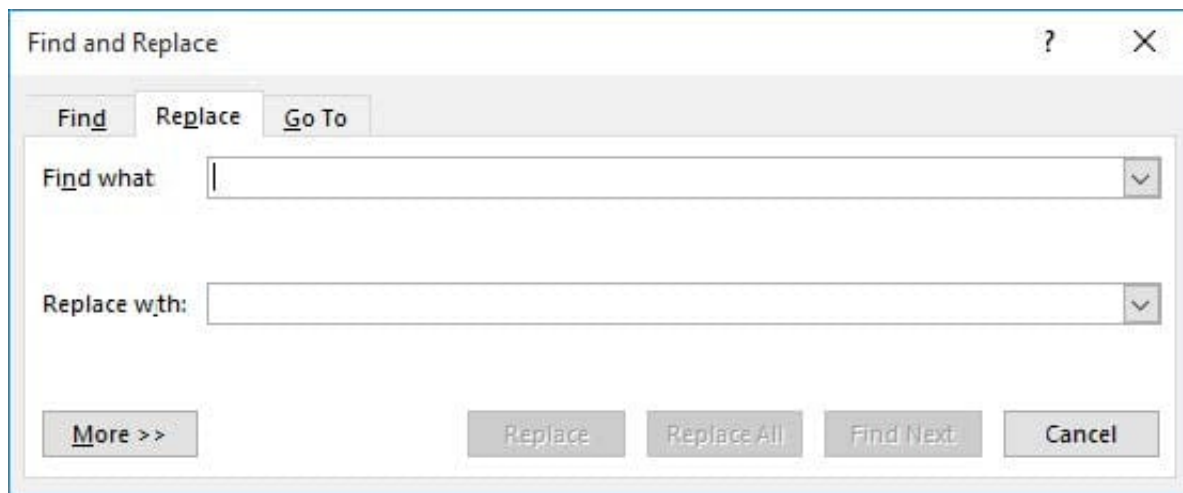 Find and Replace ?
Find Replace Go To
Find what
Replace with:
More >> Replace Replace All Find Next Cancel